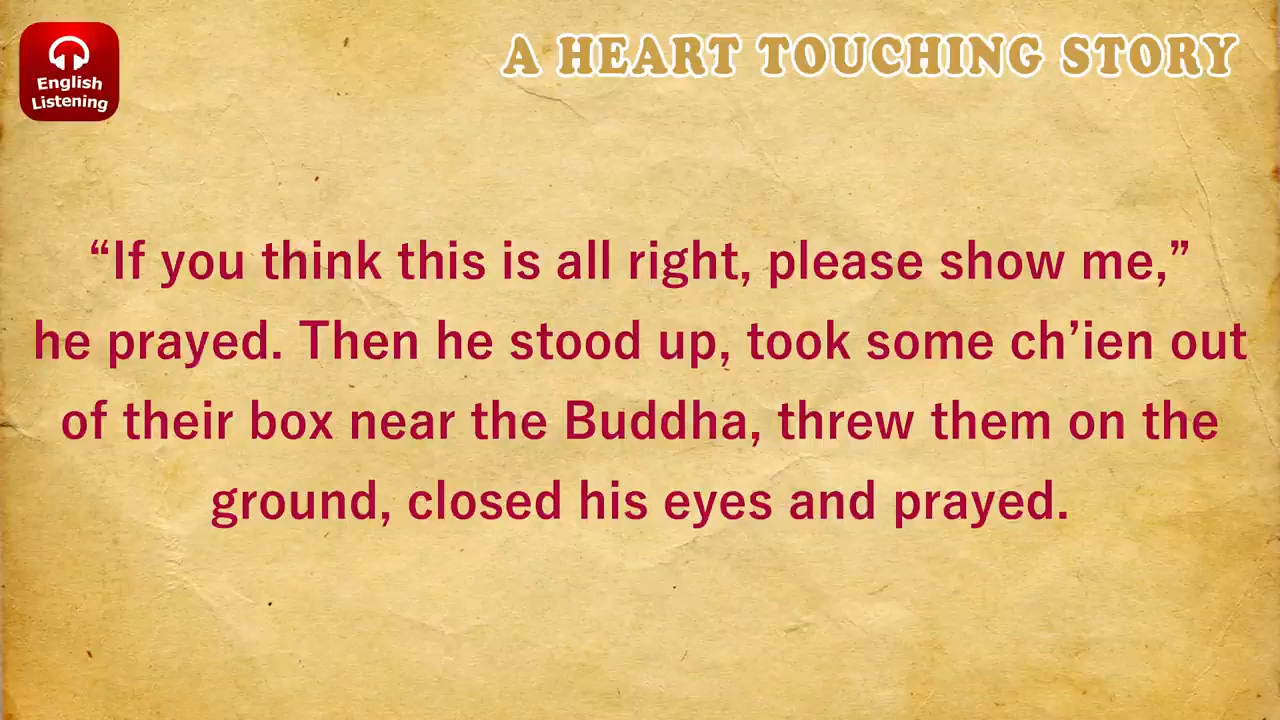 English
Listening
A HEART TOUCHING STORY
“If you think this is all right, please show me,”
he prayed. Then he stood up, took some ch’ien out
of their box near the Buddha, threw them on the
ground, closed his eyes and prayed.